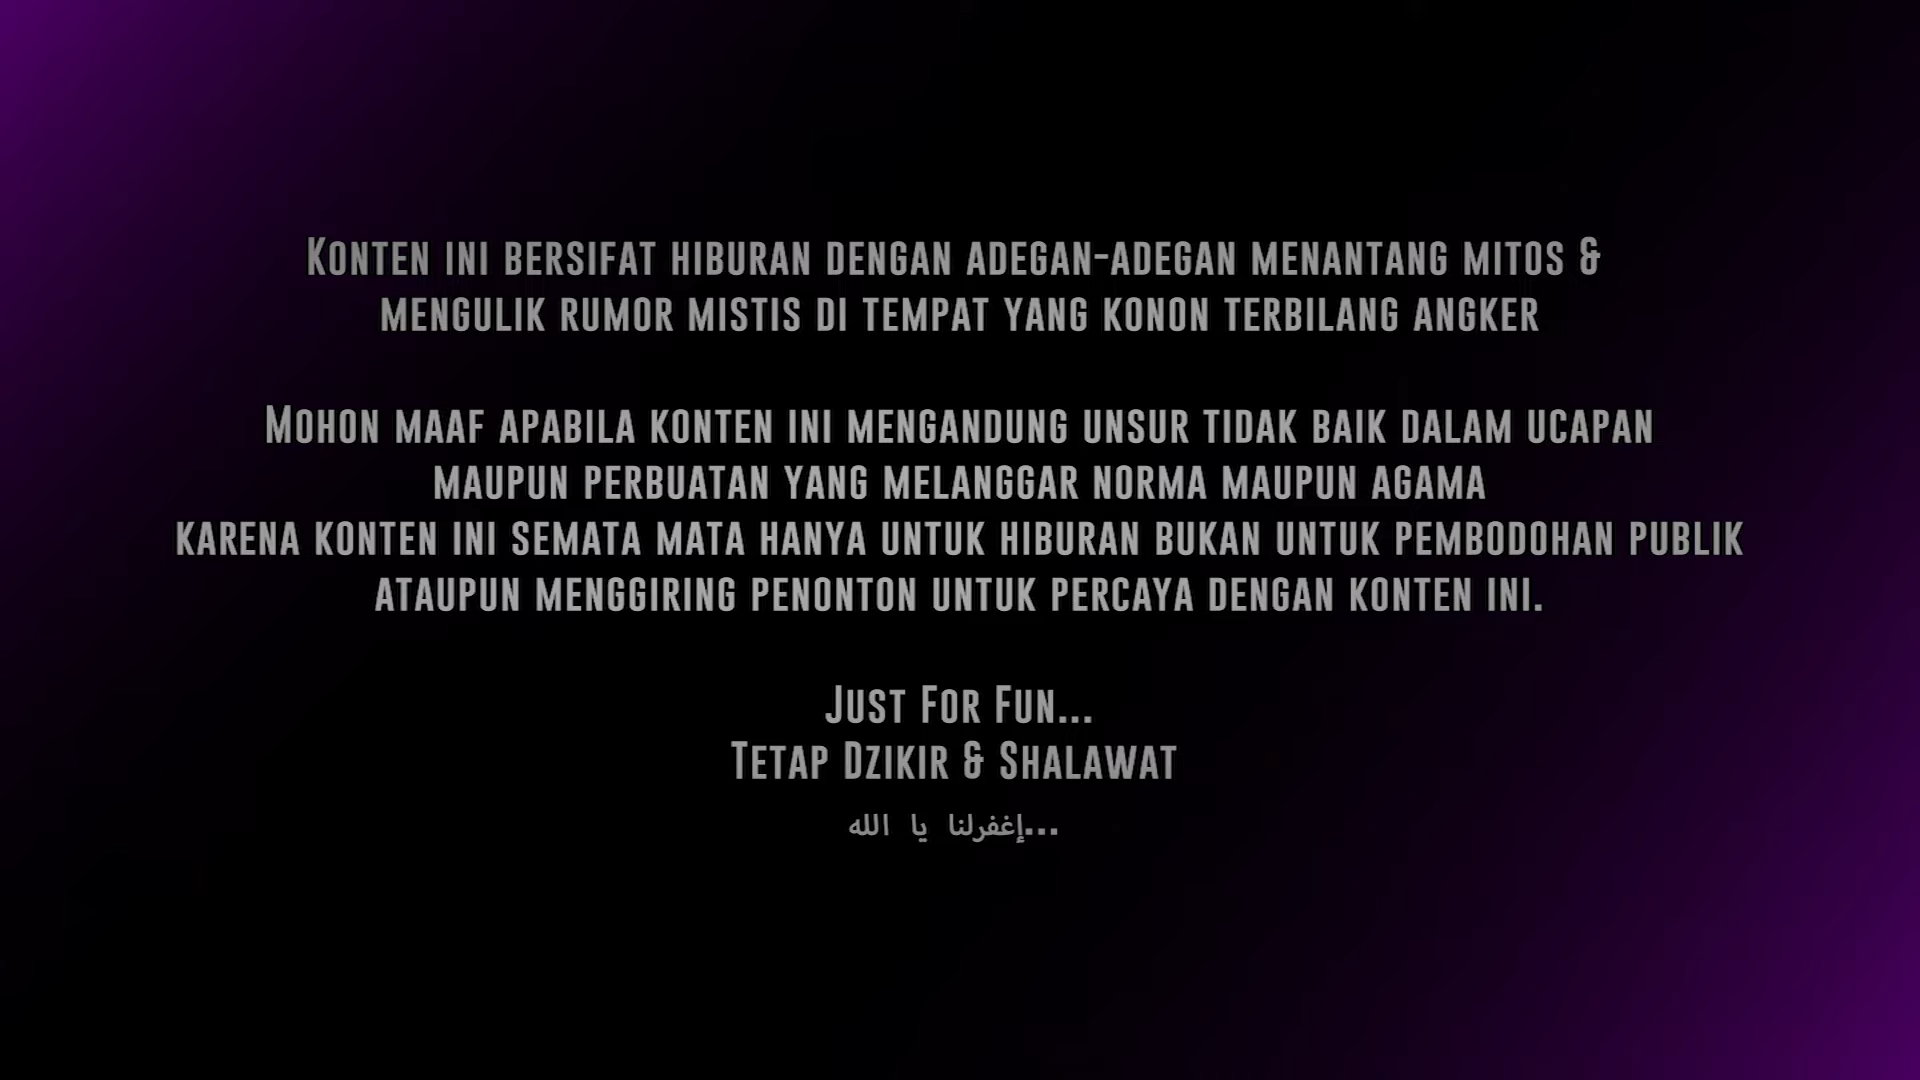 Konten ini bersifat hiburan dengan adegan-adegan menantang mitos &
mengulik rumor mistis di tempat yang konon terbilang angker
Mohon maaf apabila konten ini mengandung unsur tidak baik dalam ucapan
maupun perbuatan yang melanggar norma maupun agama
karena konten ini semata mata hanya untuk hiburan bukan untuk pembodohan publik
ataupun menggiring penonton untuk percaya dengan konten ini.
Just For Fun...
Tetap Dzikir & Shalawat
...إغفرلنا يا الله